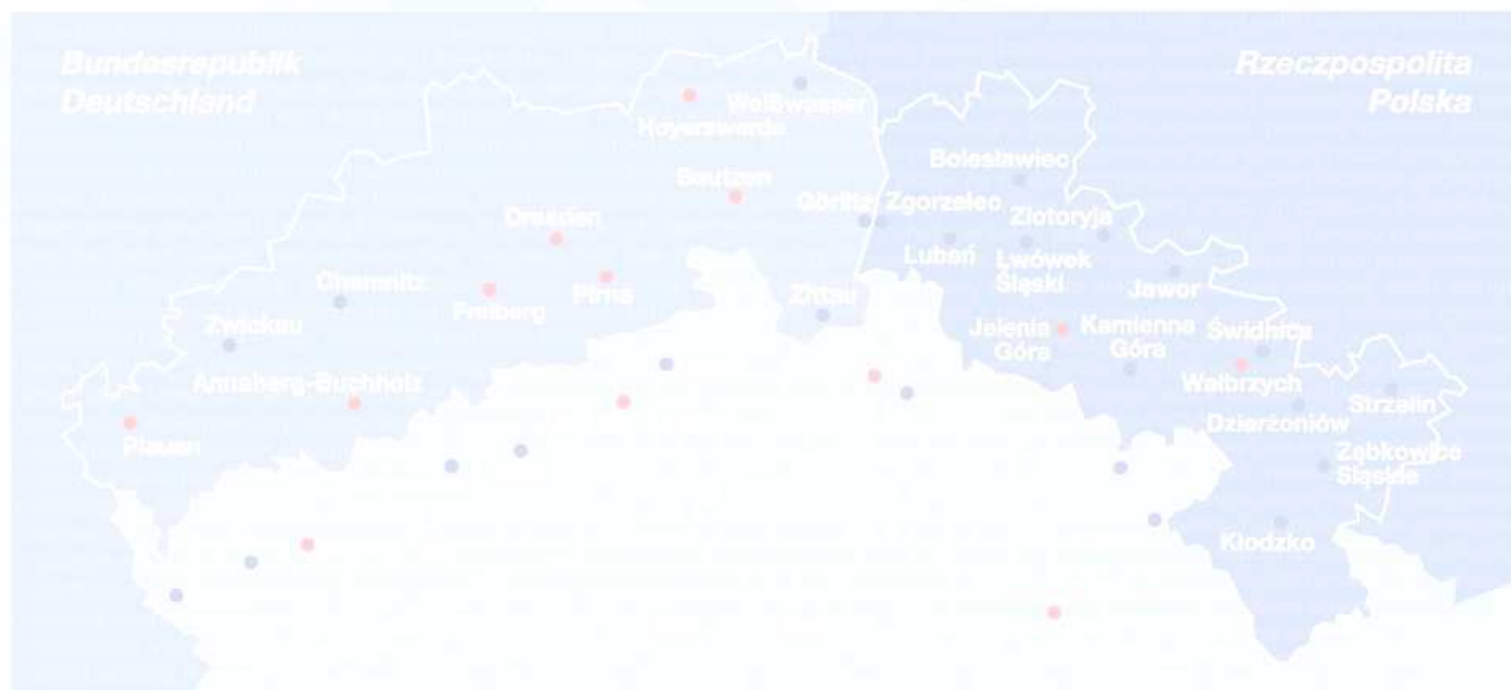 Bundesrepublik
Deutschland
Rzeczpospolita
Polska
Weißwasser
Hoyerswerda
Bautzen
Bolesławiec
Görlitz
Zgorzelec
Złotoryja
Dresden
Lubań
Lwówek
Śląski
Chemnitz
Pirna
Zittau
Jawor
Freiberg
Zwickau
Jelenia
Góra
Kamienna
Góra
Świdnica
Annaberg-Buchholz
Wałbrzych
Strzelin
Dzierżoniów
Plauen
Ząbkowice
Śląskie
Kłodzko